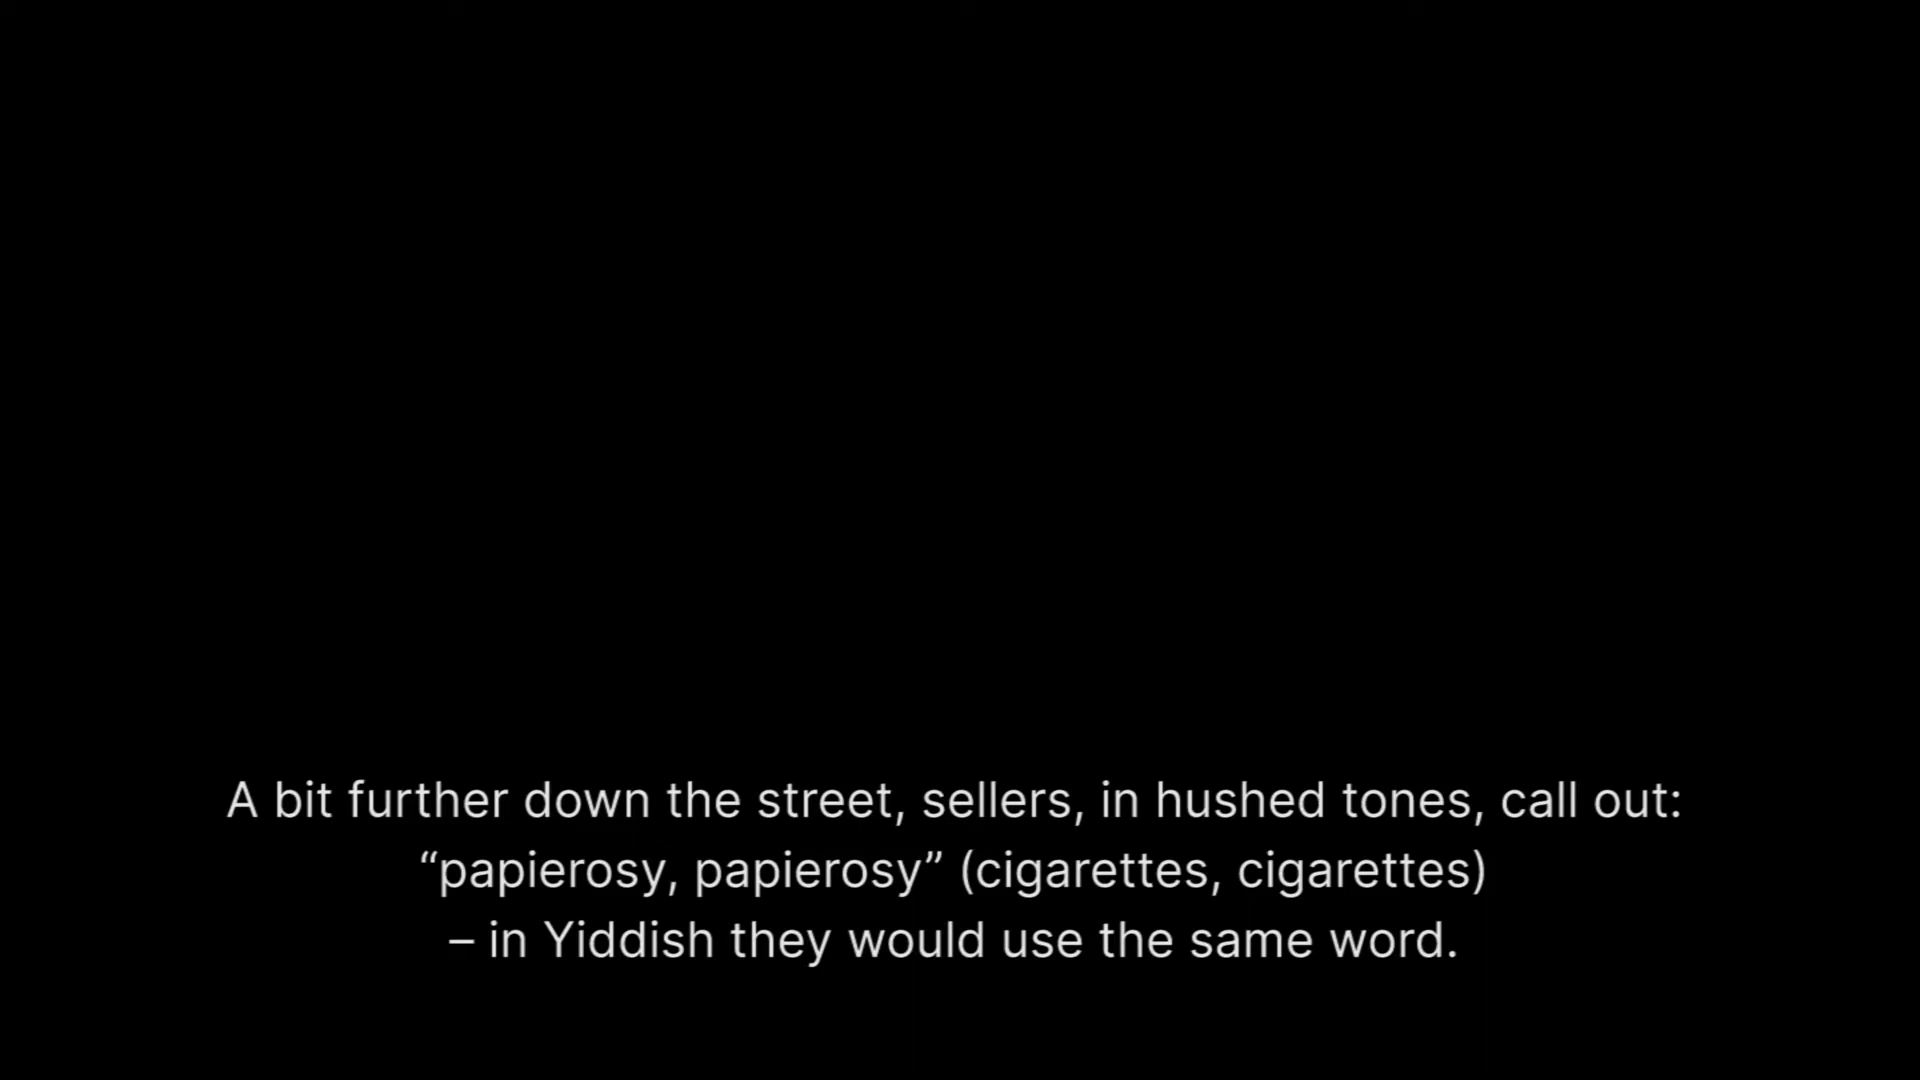 A bit further down the street, sellers, in hushed tones, call out:
“papierosy, papierosy” (cigarettes, cigarettes)
– in Yiddish they would use the same word.